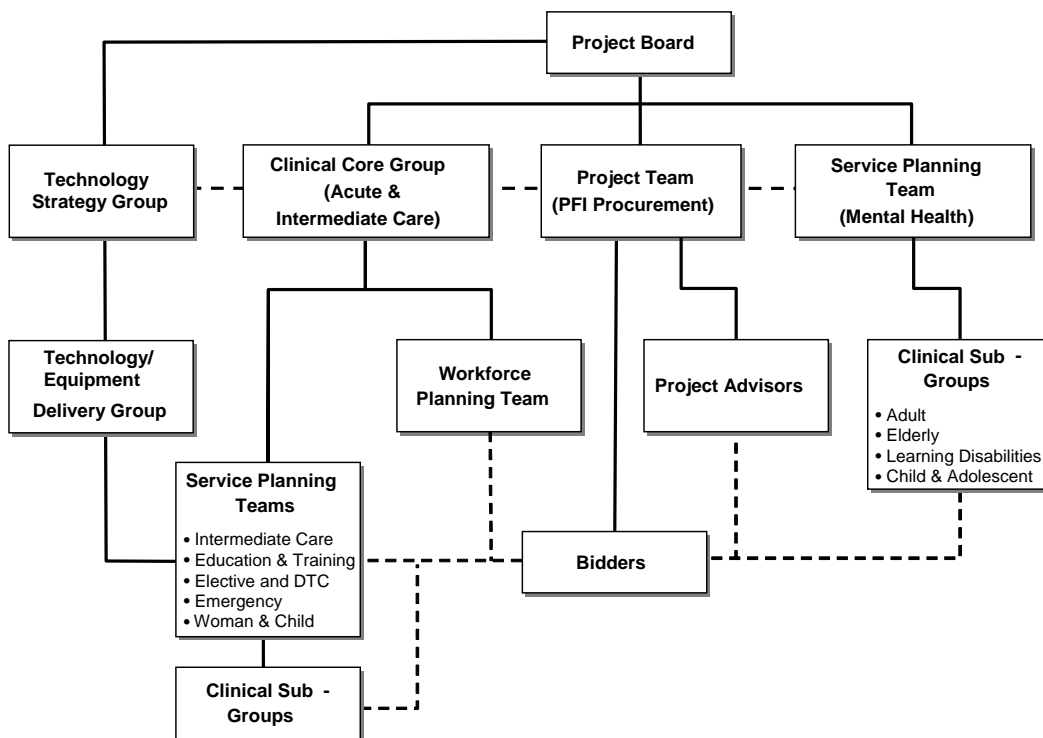 Project Board
Technology
Strategy Group
Clinical Core Group
(Acute &
Intermediate Care)
Project Team
(PFI Procurement)
Service Planning
Team
(Mental Health)
Technology/
Equipment
Delivery Group
Workforce
Planning Team
Project Advisors
Clinical Sub -
Groups
• Adult
• Elderly
• Learning Disabilities
• Child & Adolescent
Service Planning
Teams
• Intermediate Care
• Education & Training
• Elective and DTC
• Emergency
• Woman & Child
Bidders
Clinical Sub -
Groups